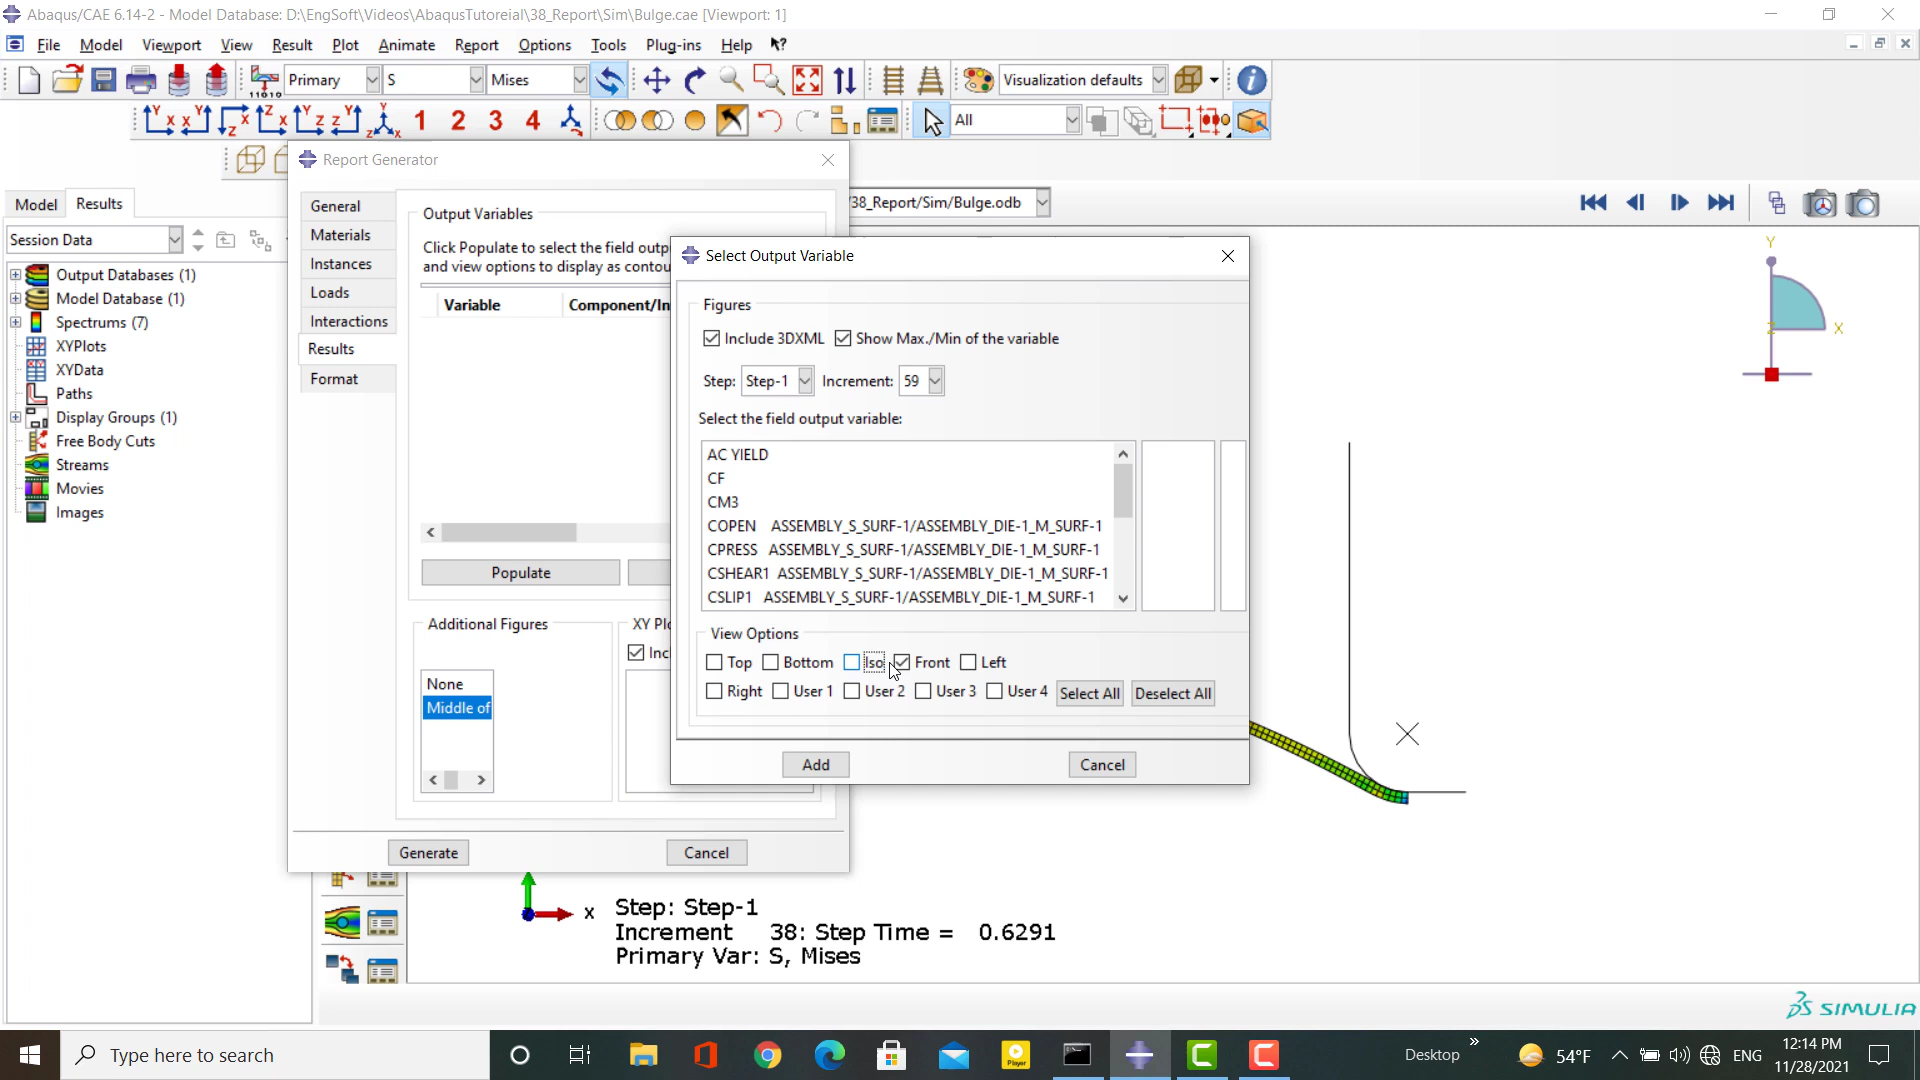 Abaqus/CAE 6.14-2 - Model Database: D:\EngSoft\Videos\AbaqusTutoreial\38_Report\Sim\Bulge.cae [Viewport: 1]
File Model Viewport View Result Plot Animate Report Options Tools Plug-ins Help
Primary S Mises Visualization defaults
1 2 3 4 All
Report Generator
Model Results
38_Report/Sim/Bulge.odb
Session Data
Output Databases (1)
Model Database (1)
Spectrums (7)
XYPlots
XYData
Paths
Display Groups (1)
Free Body Cuts
Streams
Movies
Images
General
Materials
Instances
Loads
Interactions
Results
Format
Output Variables
Click Populate to select the field outp
and view options to display as contou
Variable Component/In
Populate
Additional Figures
XY Plo
Inc
None
Middle of
Generate Cancel
Select Output Variable
Figures
Include 3DXML Show Max./Min of the variable
Step: Step-1 Increment: 59
Select the field output variable:
AC YIELD
CF
CM3
COPEN ASSEMBLY_S_SURF-1/ASSEMBLY_DIE-1_M_SURF-1
CPRESS ASSEMBLY_S_SURF-1/ASSEMBLY_DIE-1_M_SURF-1
CSHEAR1 ASSEMBLY_S_SURF-1/ASSEMBLY_DIE-1_M_SURF-1
CSLIP1 ASSEMBLY_S_SURF-1/ASSEMBLY_DIE-1_M_SURF-1
View Options
Top Bottom Iso Front Left
Right User 1 User 2 User 3 User 4 Select All Deselect All
Add Cancel
Y
Z X
X
Step: Step-1
Increment 38: Step Time = 0.6291
Primary Var: S, Mises
SIMULIA
Type here to search
Desktop
54°F
ENG
12:14 PM
11/28/2021